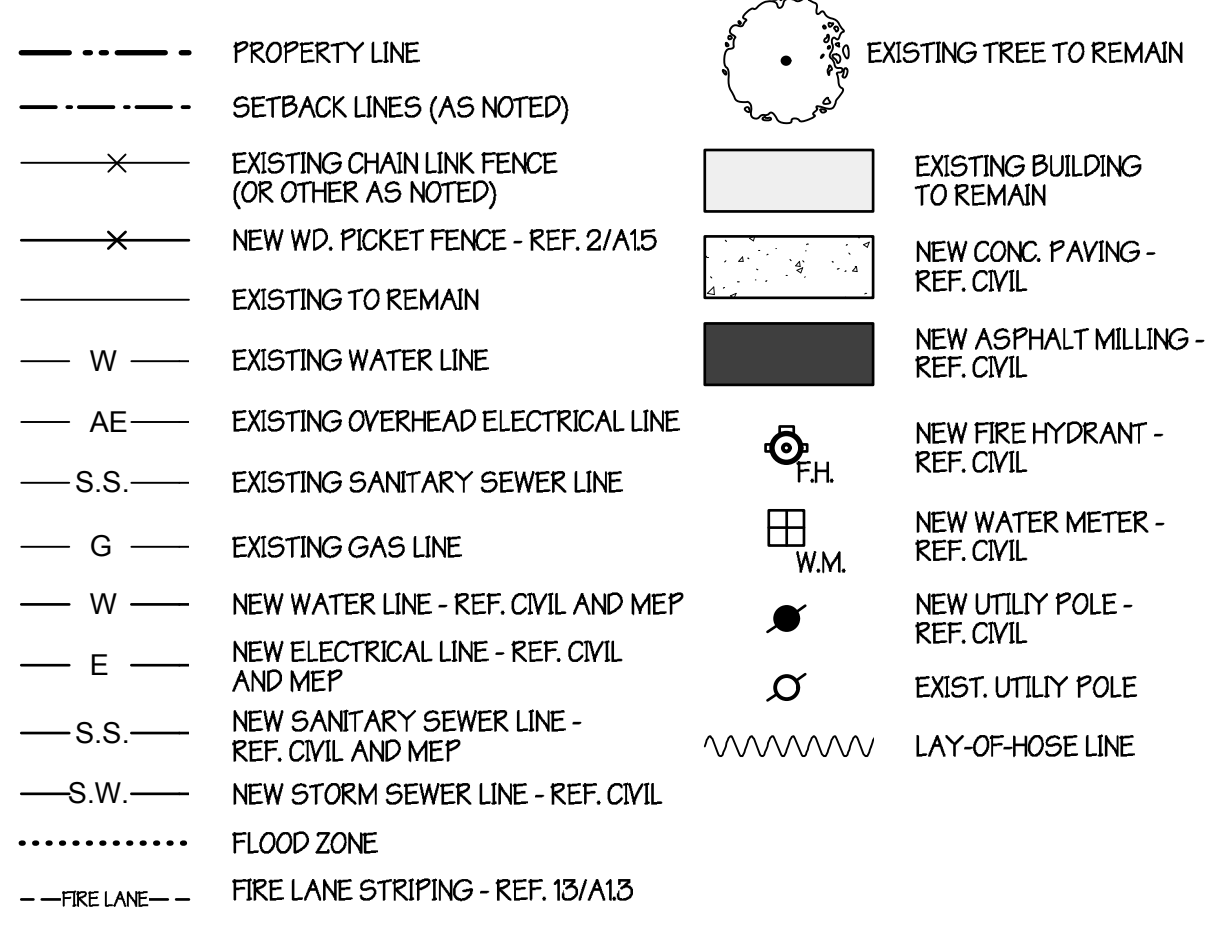 PROPERTY LINE
SETBACK LINES (AS NOTED)
EXISTING CHAIN LINK FENCE
(OR OTHER AS NOTED)
NEW WD. PICKET FENCE - REF. 2/A1.5
EXISTING TO REMAIN
W EXISTING WATER LINE
AE EXISTING OVERHEAD ELECTRICAL LINE
S.S. EXISTING SANITARY SEWER LINE
G EXISTING GAS LINE
W NEW WATER LINE - REF. CIVIL AND MEP
E NEW ELECTRICAL LINE - REF. CIVIL
AND MEP
S.S. NEW SANITARY SEWER LINE -
REF. CIVIL AND MEP
S.W. NEW STORM SEWER LINE - REF. CIVIL
FLOOD ZONE
FIRE LANE FIRE LANE STRIPING - REF. 13/A1.3
EXISTING TREE TO REMAIN
EXISTING BUILDING
TO REMAIN
NEW CONC. PAVING -
REF. CIVIL
NEW ASPHALT MILLING -
REF. CIVIL
F.H. NEW FIRE HYDRANT -
REF. CIVIL
W.M. NEW WATER METER -
REF. CIVIL
NEW UTILIY POLE -
REF. CIVIL
EXIST. UTILIY POLE
LAY-OF-HOSE LINE